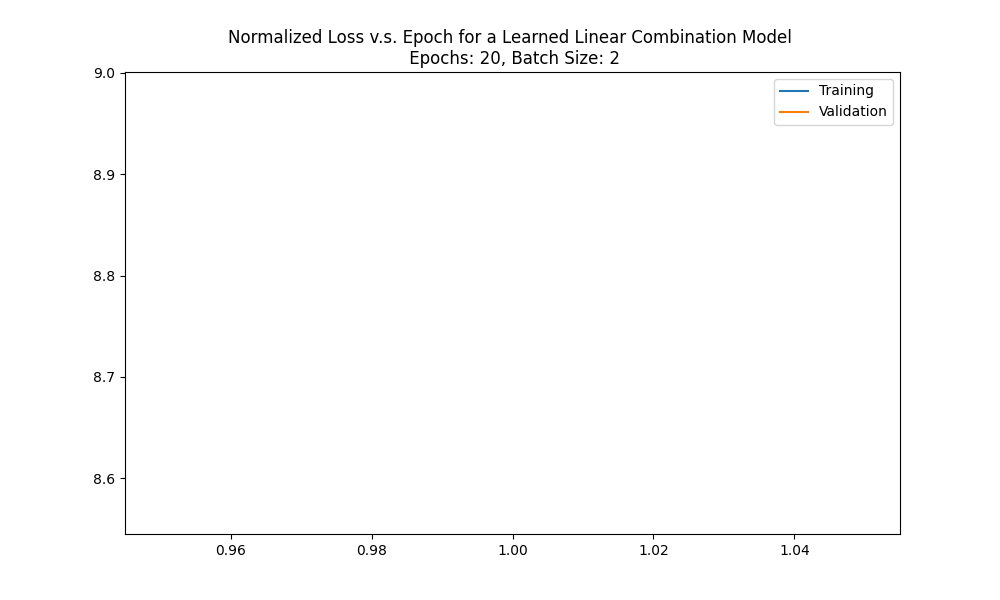 Normalized Loss v.s. Epoch for a Learned Linear Combination Model
Epochs: 20, Batch Size: 2
9.0
Training
Validation
8.9
8.8
8.7
8.6
0.96 0.98 1.00 1.02 1.04